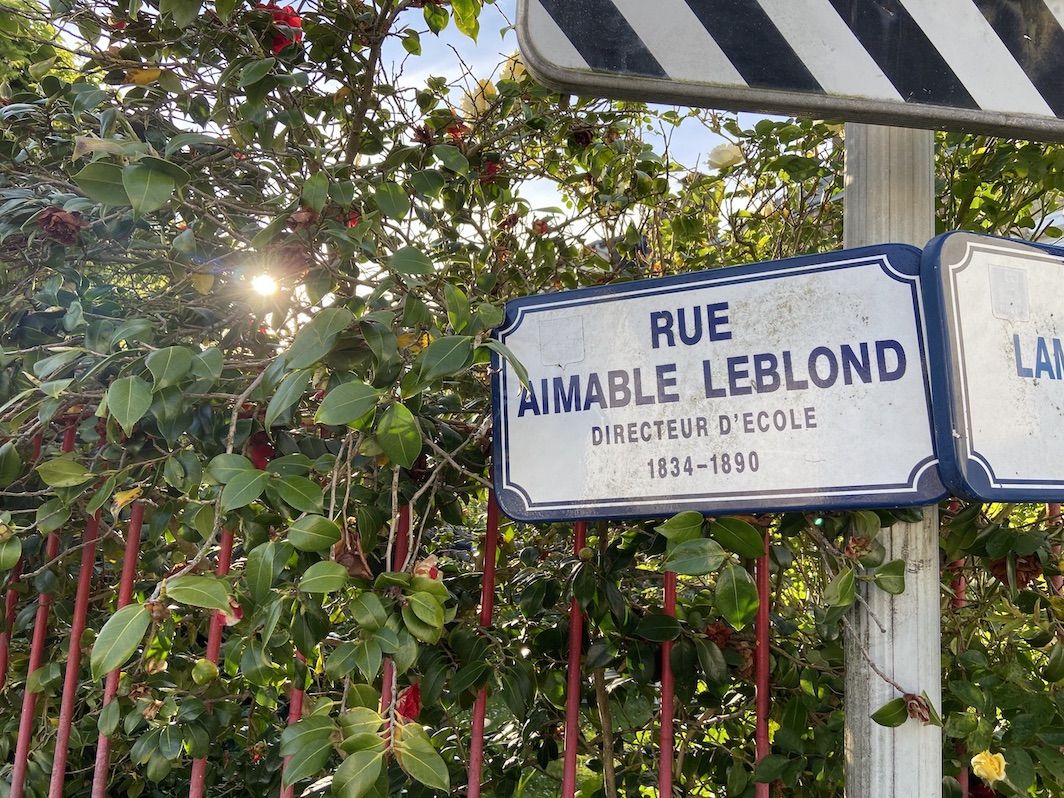 RUE
AIMABLE LEBLOND
DIRECTEUR D'ECOLE
1834-1890